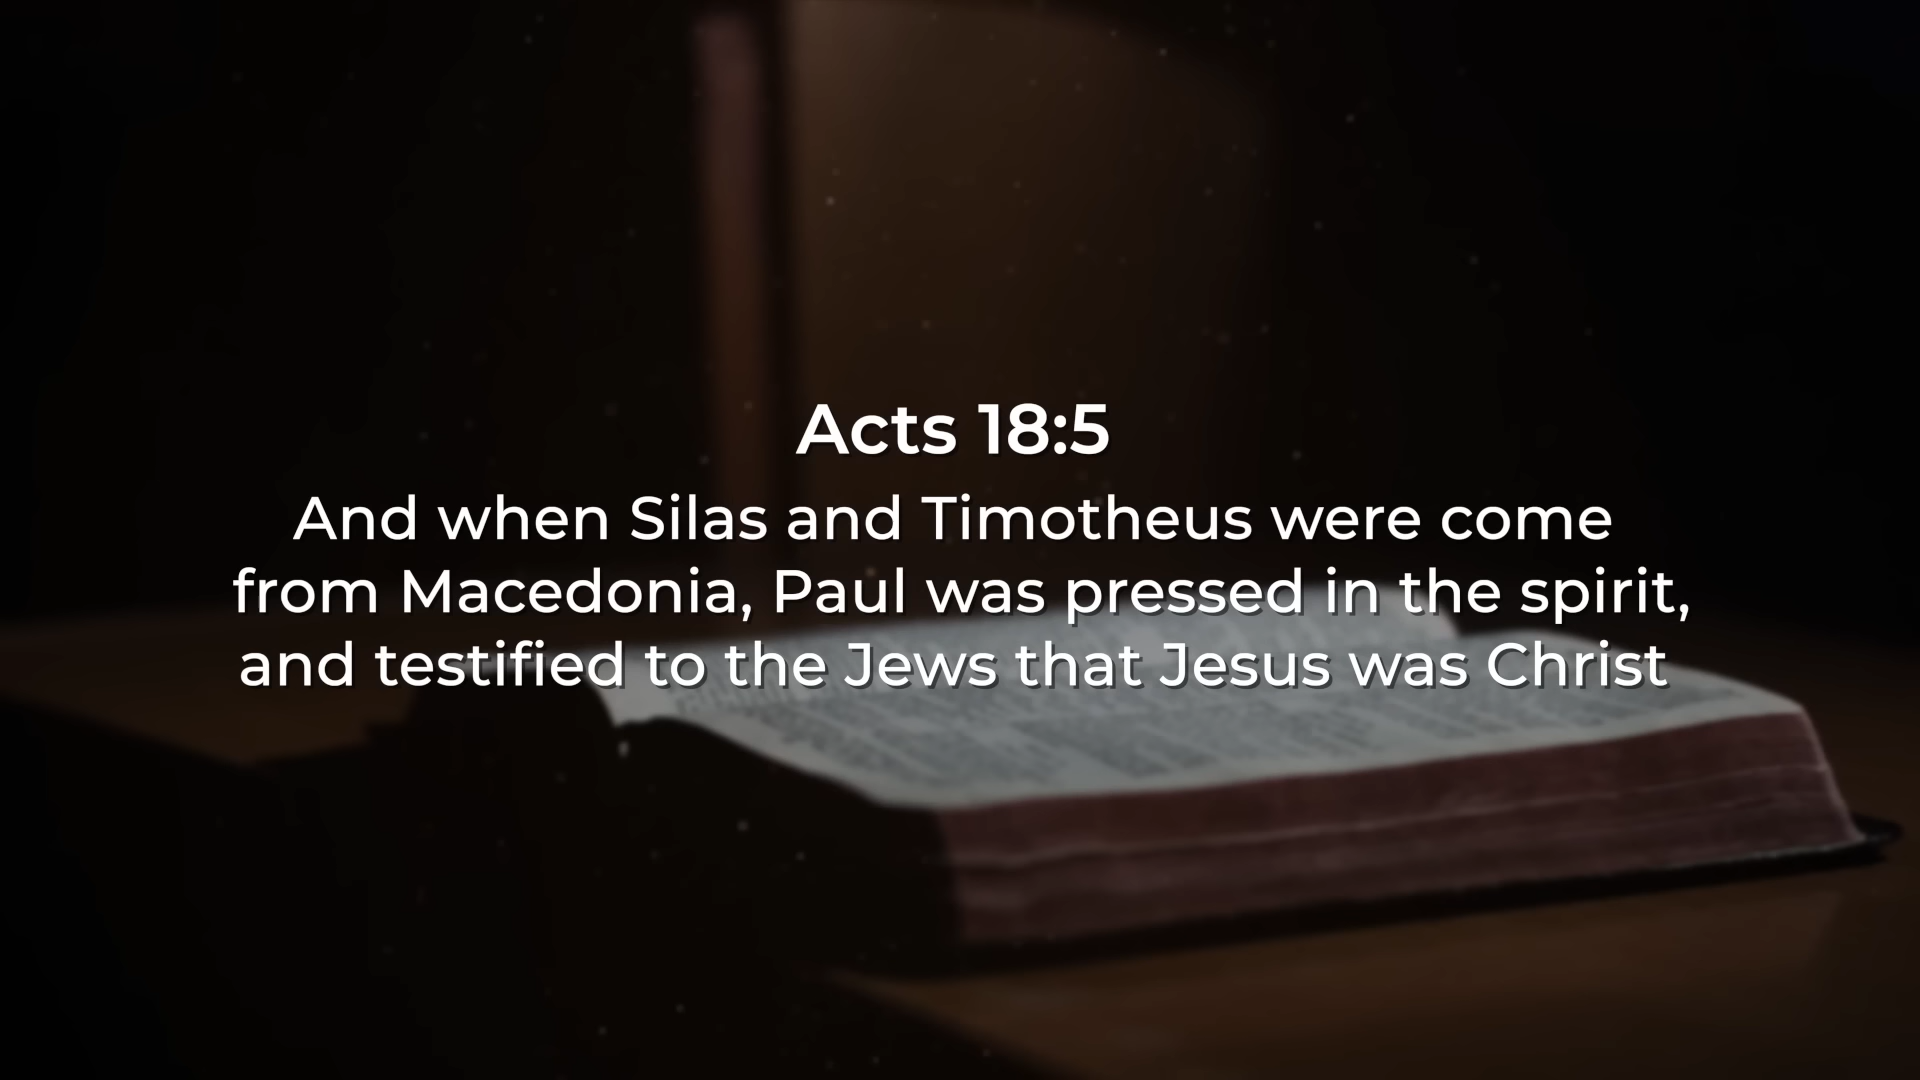 Acts 18:5
And when Silas and Timotheus were come
from Macedonia, Paul was pressed in the spirit,
and testified to the Jews that Jesus was Christ